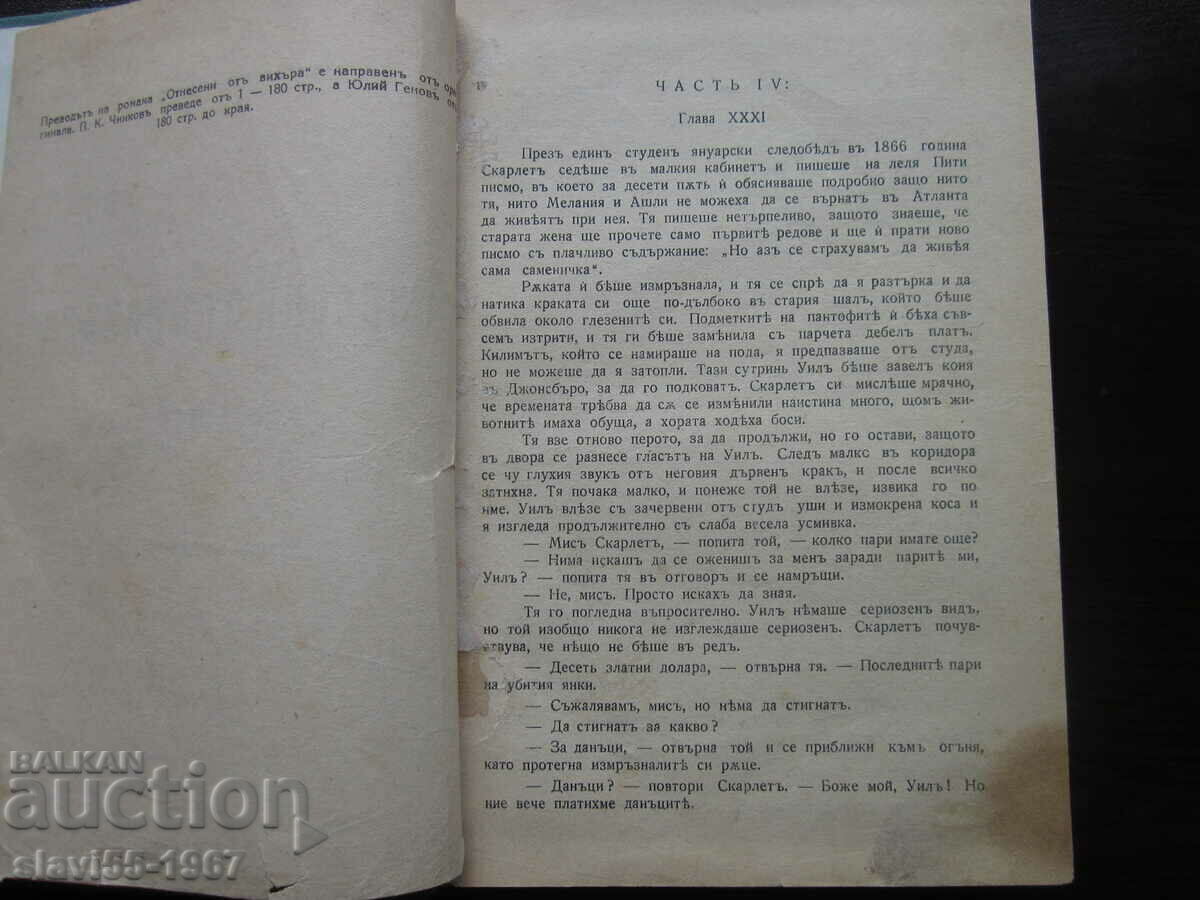 Преводътъ на романа „Отнесени отъ вихъра“ е направенъ отъ ори
гинала. П. К. Чинковъ преведе отъ 1 — 180 стр., а Юлий Геновъ от
180 стр. до края.
ЧАСТЬ IV:
Глава XXXI
Презъ единъ студенъ януарски следобѣдъ въ 1866 година
Скарлетъ седѣше въ малкия кабинетъ и пишеше на леля Пити
писмо, въ което за десети пѫть ѝ обясняваше подробно защо нито
тя, нито Мелания и Ашли не можеха да се върнатъ въ Атланта
да живѣятъ при нея. Тя пишеше нетърпеливо, защото знаеше, че
старата жена ще прочете само първитѣ редове и ще ѝ прати ново
писмо съ плачливо съдържание: „Но азъ се страхувамъ да живѣя
сама саменичка“.
Рѫката ѝ бѣше измръзнала, и тя се спрѣ да я разтърка и да
натика краката си още по-дълбоко въ стария шалъ, който бѣше
обвила около глезенитѣ си. Подметкитѣ на пантофитѣ ѝ бѣха съв-
семъ изтрити, и тя ги бѣше замѣнила съ парчета дебелъ платъ.
Килимътъ, който се намираше на пода, я предпазваше отъ студа,
но не можеше да я затопли. Тази сутринь Уилъ бѣше завелъ коня
въ Джонсбъро, за да го подковатъ. Скарлетъ си мислѣше мрачно,
че времената трѣбва да сѫ се измѣнили наистина много, щомъ жи-
вотнитѣ имаха обуща, а хората ходѣха боси.
Тя взе отново перото, за да продължи, но го остави, защото
въ двора се разнесе гласътъ на Уилъ. Следъ малко въ коридора
се чу глухия звукъ отъ неговия дървенъ кракъ, и после всичко
затихна. Тя почака малко, и понеже той не влѣзе, извика го по
име. Уилъ влѣзе съ зачервени отъ студъ уши и измокрена коса и
я изгледа продължително съ слаба весела усмивка.
— Мисъ Скарлетъ, — попита той, — колко пари имате още?
— Нима искашъ да се оженишъ за менъ заради паритѣ ми,
Уилъ? — попита тя въ отговоръ и се намръщи.
— Не, мисъ. Просто искахъ да зная.
Тя го погледна въпросително. Уилъ нѣмаше сериозенъ видъ,
но той изобщо никога не изглеждаше сериозенъ. Скарлетъ почув-
ствува, че нѣщо не бѣше въ редъ.
— Десеть златни долара, — отвърна тя. — Последнитѣ пари
на убития янки.
— Съжалявамъ, мисъ, но нѣма да стигнатъ.
— Да стигнатъ за какво?
— За данъци, — отвърна той и се приближи къмъ огъня,
като протегна измръзналитѣ си рѫце.
— Данъци? — повтори Скарлетъ. — Боже мой, Уилъ! Но
ние вече платихме данъцитѣ.
BALKAN
auction
slavi55-1967